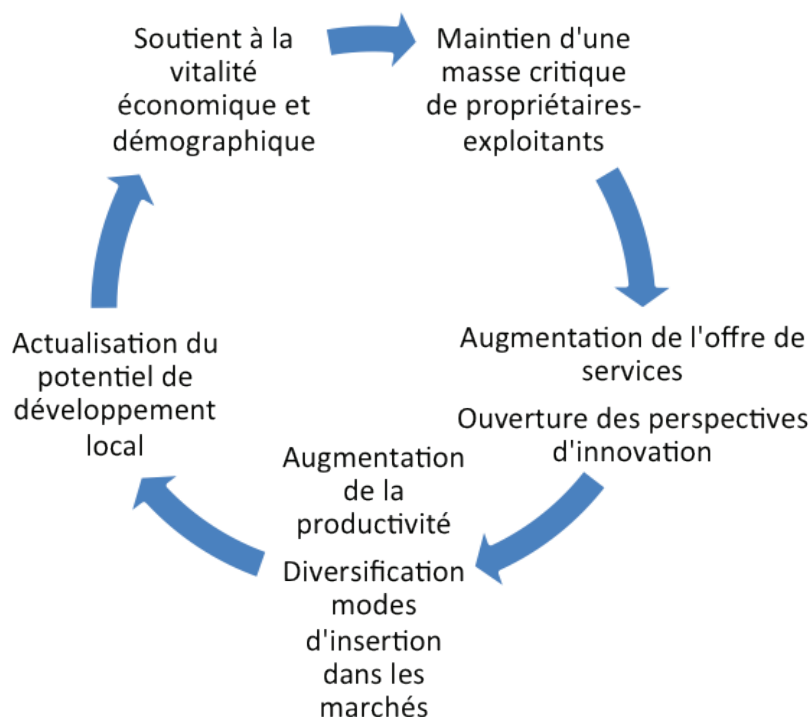 Soutient à la
vitalité
économique et
démographique
Maintien d'une
masse critique
de propriétaires-
exploitants
Augmentation de l'offre de
services
Ouverture des perspectives
d'innovation
Augmentation
de la
productivité
Diversification
modes
d'insertion
dans les
marchés
Actualisation du
potentiel de
développement
local